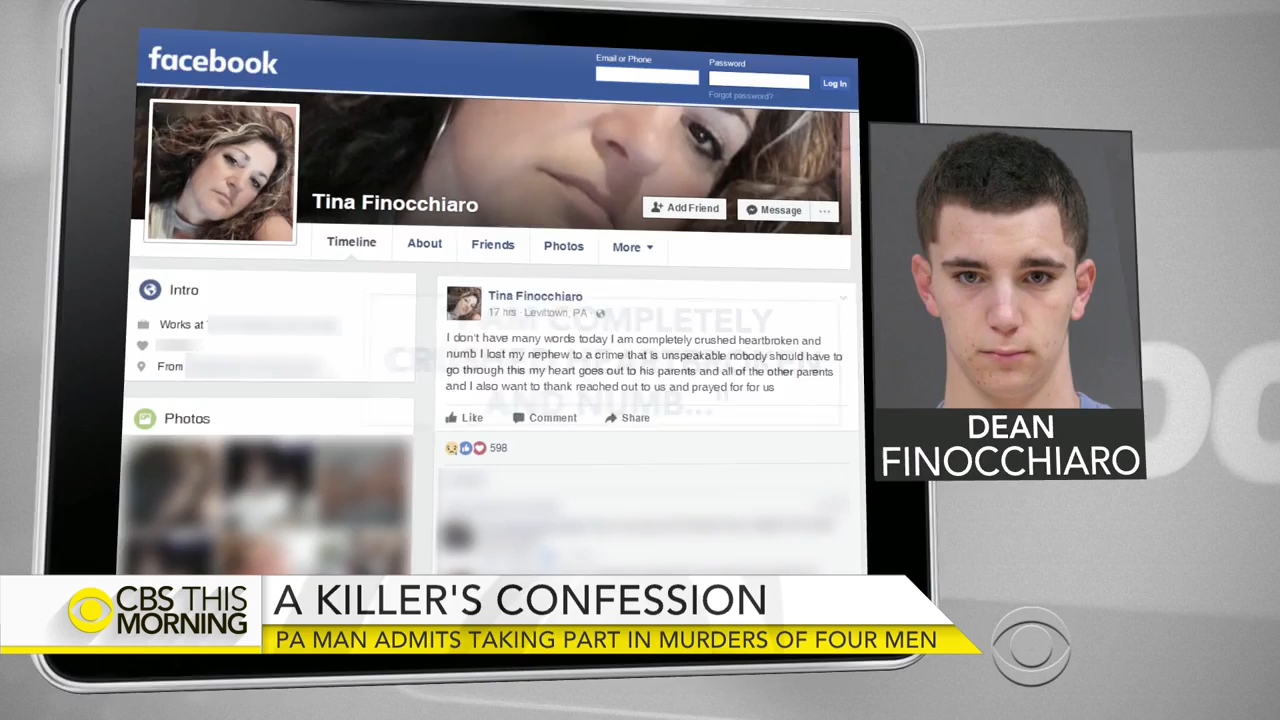 facebook
Email or Phone
Password
Log In
Forgot password?
Tina Finocchiaro
Add Friend
Message
...
Timeline
About
Friends
Photos
More
Intro
Works at
From
Photos
Tina Finocchiaro
17 hrs · Levittown, PA ·
I don't have many words today I am completely crushed heartbroken and
numb I lost my nephew to a crime that is unspeakable nobody should have to
go through this my heart goes out to his parents and all of the other parents
and I also want to thank reached out to us and prayed for for us
COMPLETELY
AND NUMB..."
Like
Comment
Share
598
DEAN
FINOCCHIARO
CBS THIS
MORNING
A KILLER'S CONFESSION
PA MAN ADMITS TAKING PART IN MURDERS OF FOUR MEN